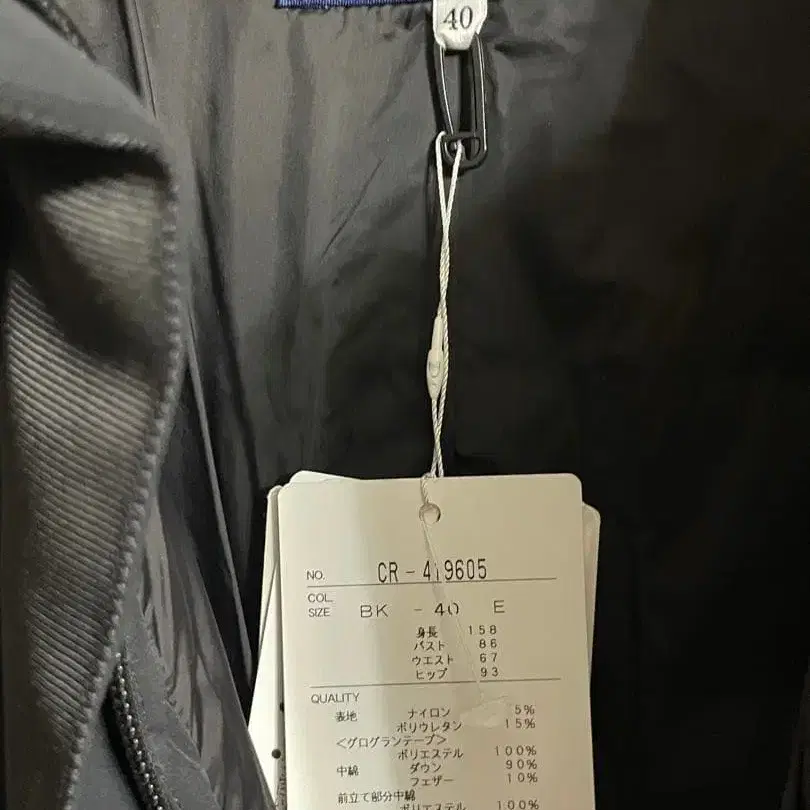 40
NO. CR-419605
COL.
SIZE BK - 40 E
身長 158
バスト 86
ウエスト 67
ヒップ 93
QUALITY
表地 ナイロン 5%
ポリウレタン 15%
<グログランテープ>
ポリエステル 100%
中綿 ダウン 90%
フェザー 10%
前立て部分中綿
ポリエステル 100%